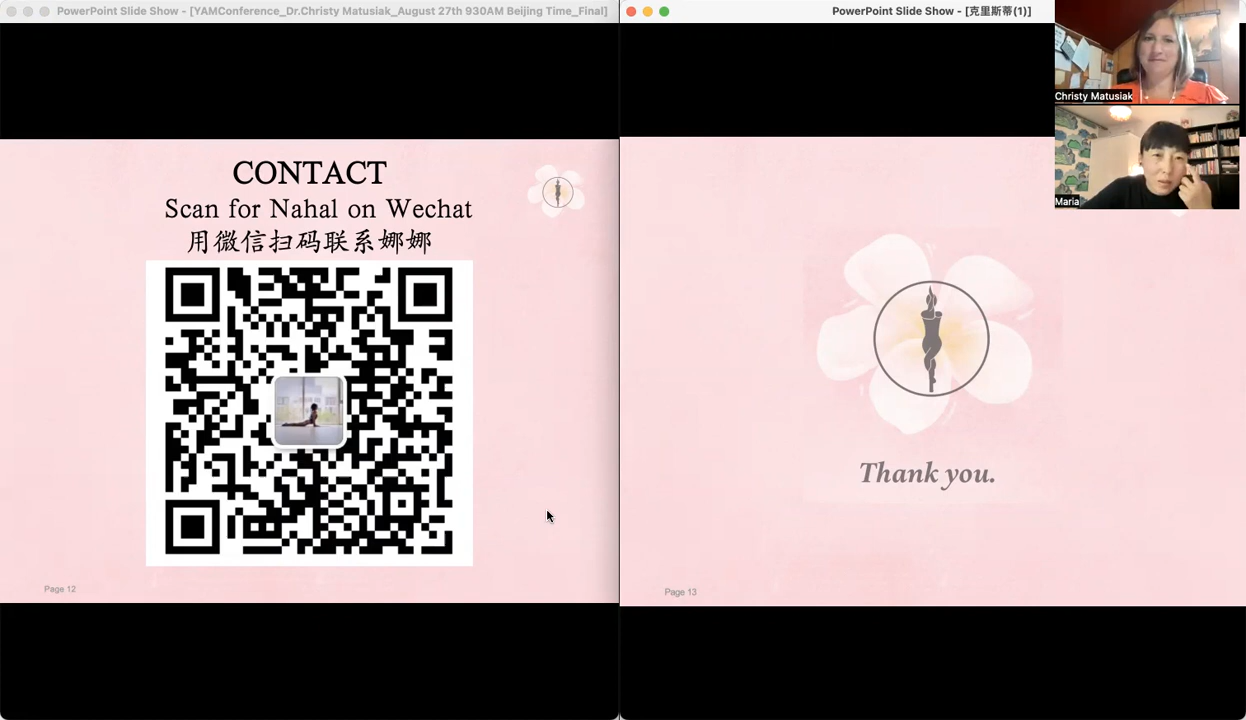 PowerPoint Slide Show - [YAMConference_Dr.Christy Matusiak_August 27th 930AM Beijing Time_Final]
CONTACT
Scan for Nahal on Wechat
用微信扫码联系娜娜
Page 12
PowerPoint Slide Show - [克里斯蒂(1)]
Christy Matusiak
Maria
Thank you.
Page 13